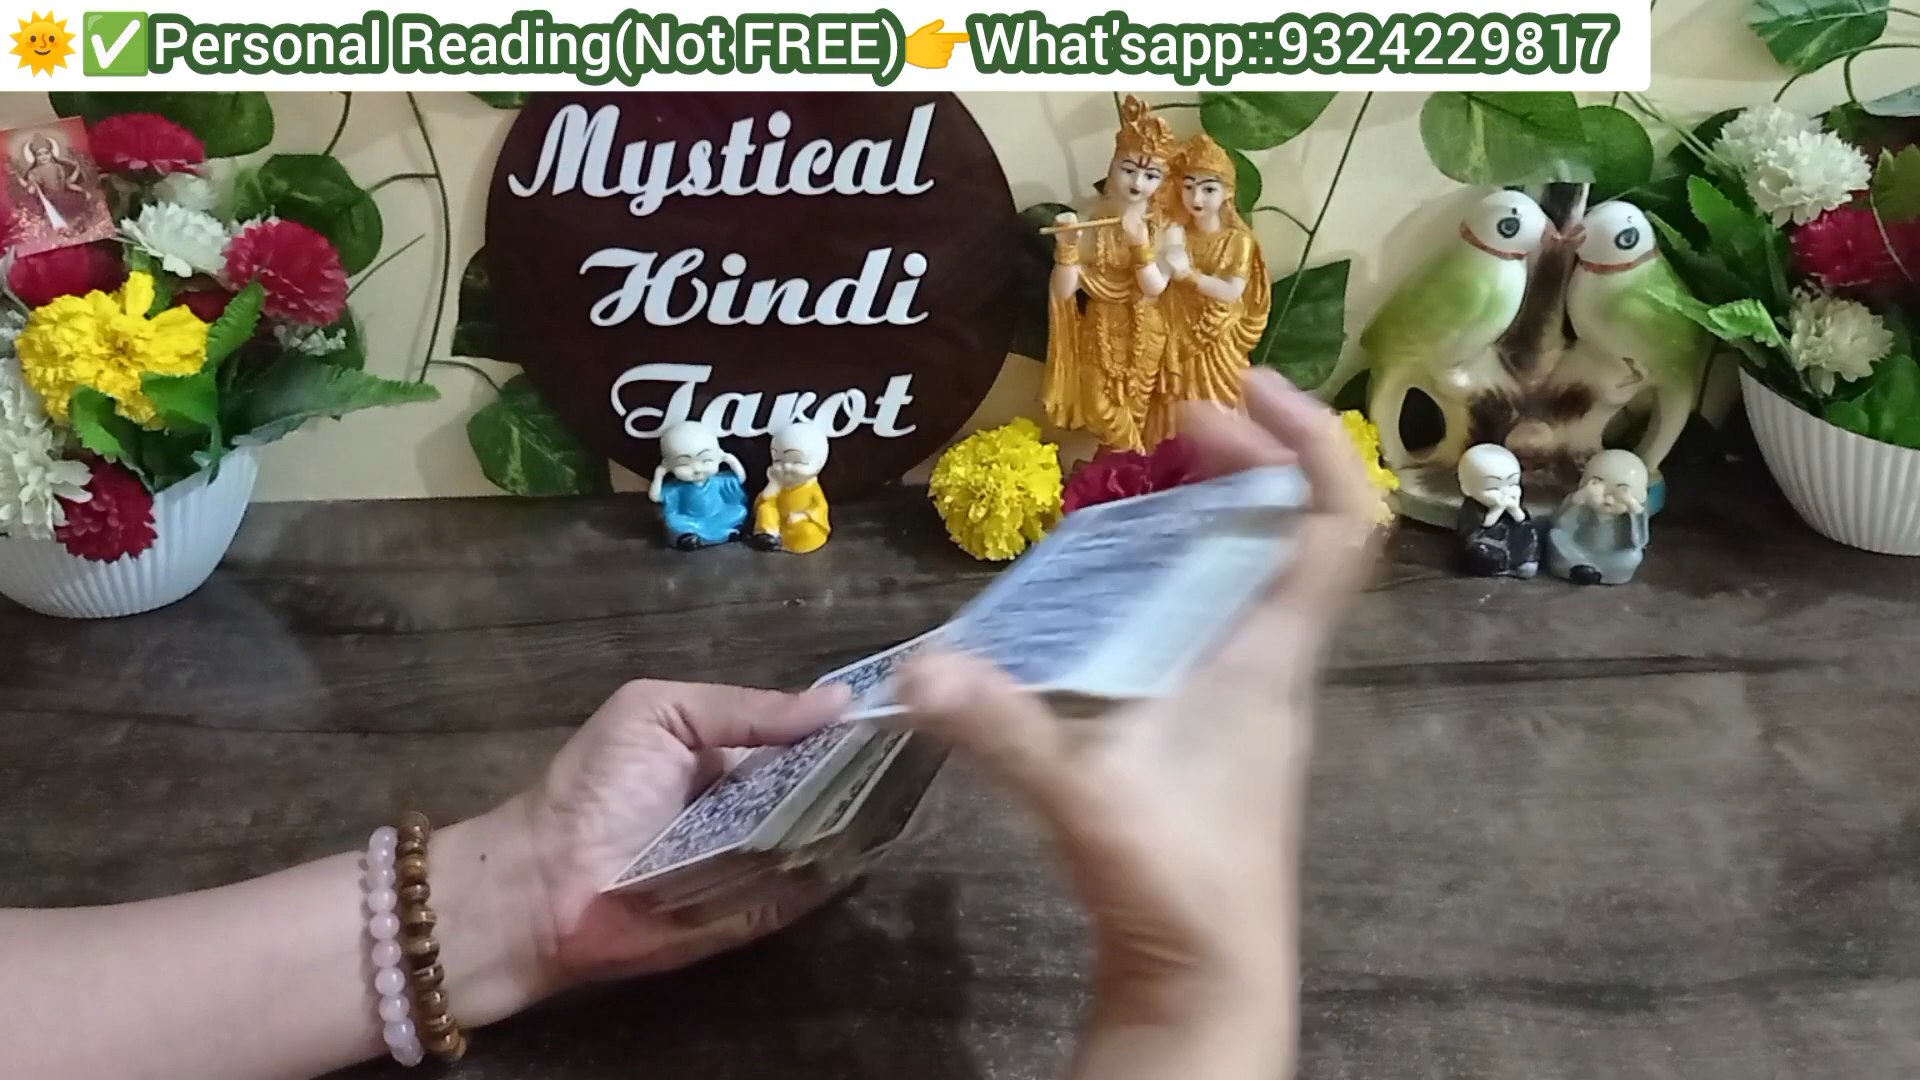 Personal Reading(Not FREE)👉What'sapp::9324229817
Mystical
Hindi
Tarot